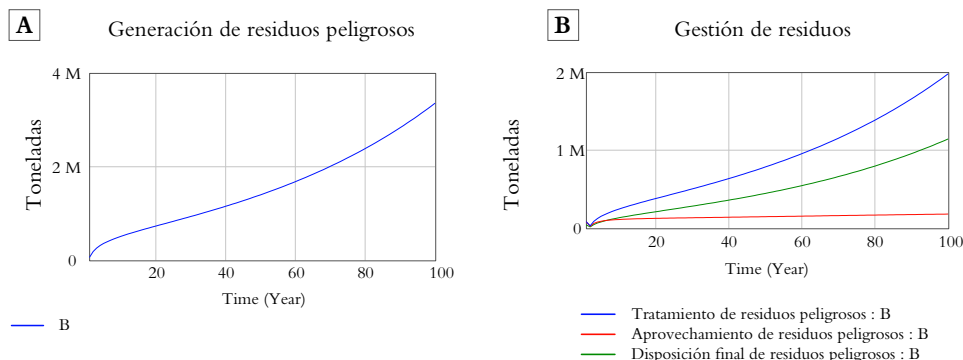 A
Generación de residuos peligrosos
Toneladas
4 M
2 M
0
20
40
60
80
100
Time (Year)
B
B
Gestión de residuos
Toneladas
2 M
1 M
0
20
40
60
80
100
Time (Year)
Tratamiento de residuos peligrosos : B
Aprovechamiento de residuos peligrosos : B
Disposición final de residuos peligrosos : B